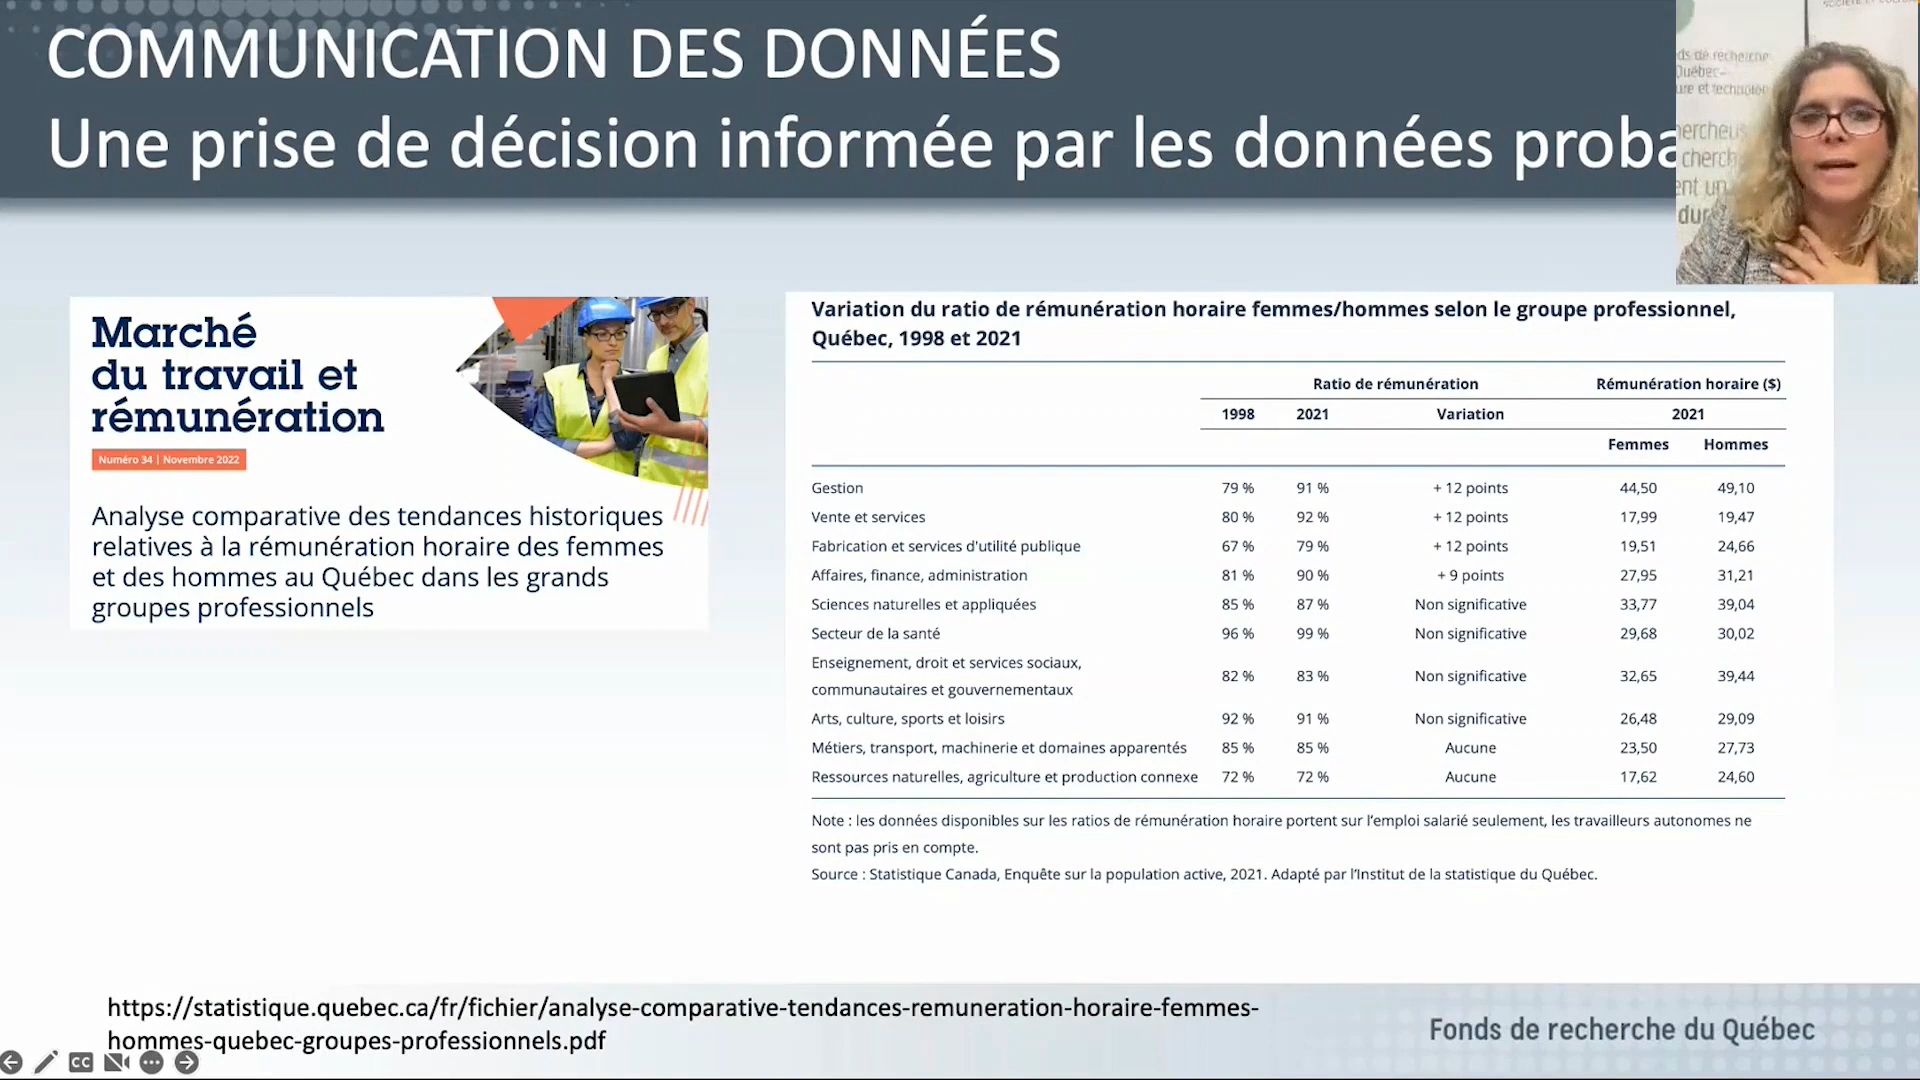 COMMUNICATION DES DONNÉES
Une prise de décision informée par les données proba
Marché
du travail et
rémunération
Numéro 34 | Novembre 2022
Analyse comparative des tendances historiques
relatives à la rémunération horaire des femmes
et des hommes au Québec dans les grands
groupes professionnels
Variation du ratio de rémunération horaire femmes/hommes selon le groupe professionnel,
Québec, 1998 et 2021
Ratio de rémunération Rémunération horaire ($)
1998 2021 Variation 2021
Femmes Hommes
Gestion 79 % 91 % + 12 points 44,50 49,10
Vente et services 80 % 92 % + 12 points 17,99 19,47
Fabrication et services d'utilité publique 67 % 79 % + 12 points 19,51 24,66
Affaires, finance, administration 81 % 90 % + 9 points 27,95 31,21
Sciences naturelles et appliquées 85 % 87 % Non significative 33,77 39,04
Secteur de la santé 96 % 99 % Non significative 29,68 30,02
Enseignement, droit et services sociaux,
communautaires et gouvernementaux 82 % 83 % Non significative 32,65 39,44
Arts, culture, sports et loisirs 92 % 91 % Non significative 26,48 29,09
Métiers, transport, machinerie et domaines apparentés 85 % 85 % Aucune 23,50 27,73
Ressources naturelles, agriculture et production connexe 72 % 72 % Aucune 17,62 24,60
Note : les données disponibles sur les ratios de rémunération horaire portent sur l'emploi salarié seulement, les travailleurs autonomes ne
sont pas pris en compte.
Source : Statistique Canada, Enquête sur la population active, 2021. Adapté par l'Institut de la statistique du Québec.
https://statistique.quebec.ca/fr/fichier/analyse-comparative-tendances-remuneration-horaire-femmes-
hommes-quebec-groupes-professionnels.pdf
Fonds de recherche du Québec
CC